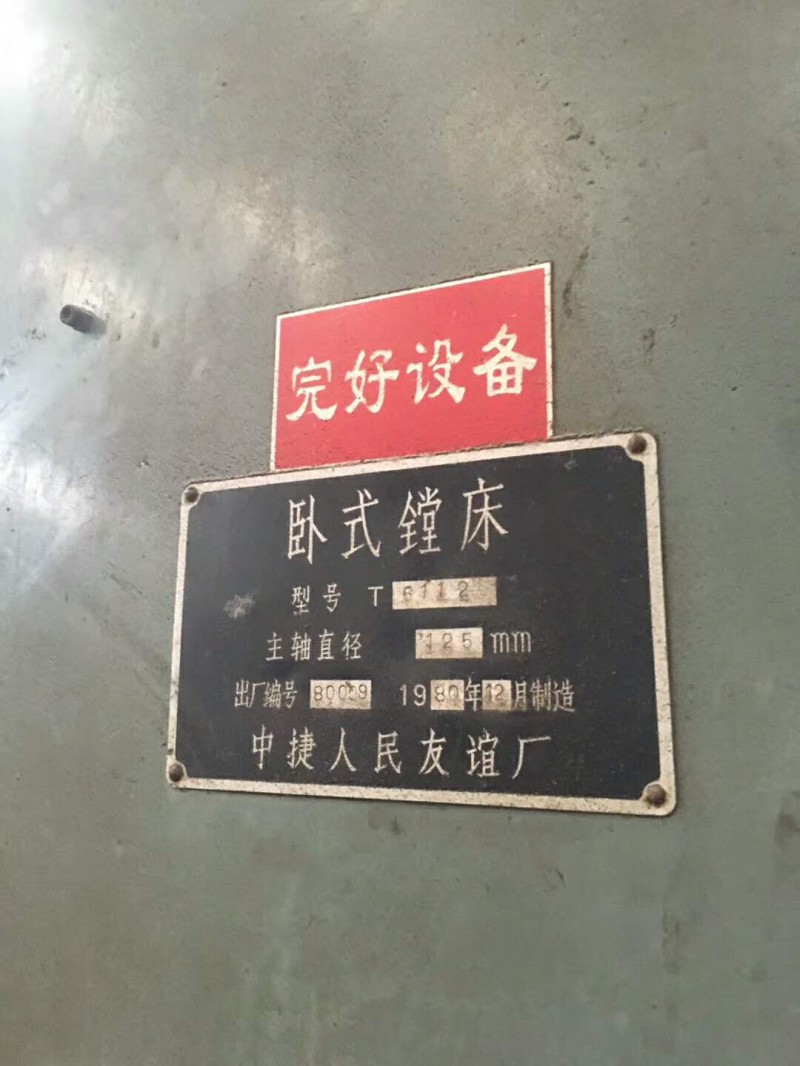 完好设备
卧式镗床
型号 T 6112
主轴直径 125 mm
出厂编号 80029 1980年12月制造
中捷人民友谊厂